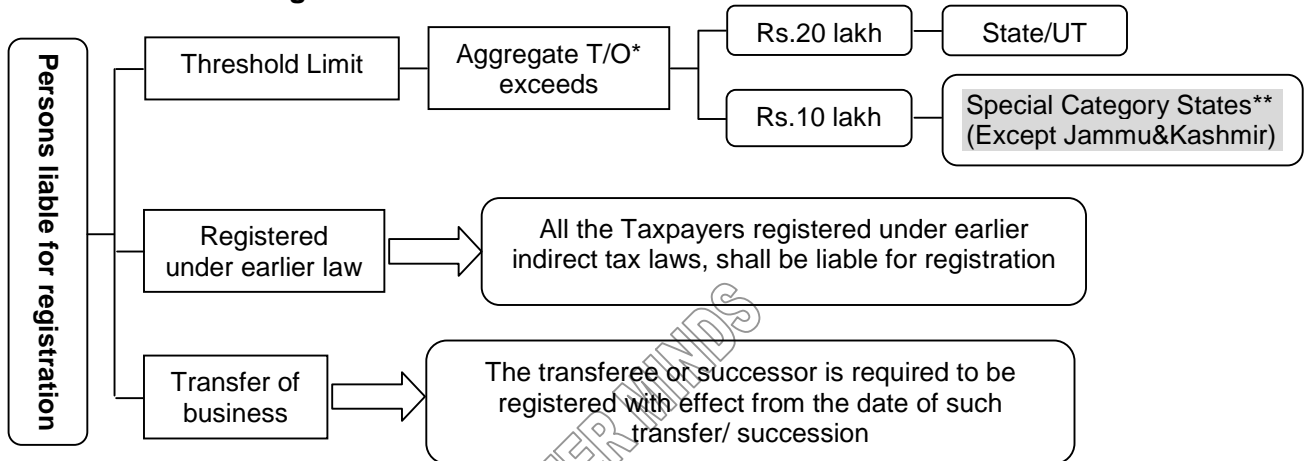 Persons liable for registration
Threshold Limit
Aggregate T/O*
exceeds
Rs.20 lakh
State/UT
Rs.10 lakh
Special Category States**
(Except Jammu&Kashmir)
Registered
under earlier law
All the Taxpayers registered under earlier
indirect tax laws, shall be liable for registration
Transfer of
business
The transferee or successor is required to be
registered with effect from the date of such
transfer/ succession
TER MINDS